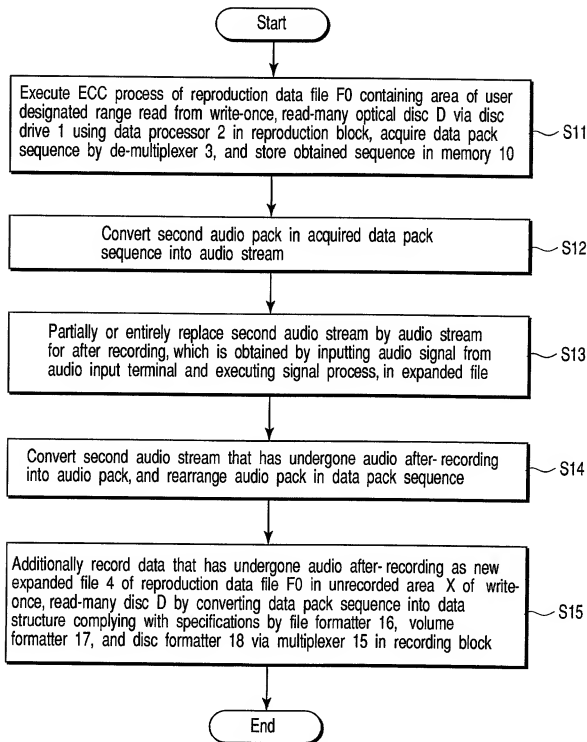 Start
Execute ECC process of reproduction data file F0 containing area of user
designated range read from write-once, read-many optical disc D via disc
drive 1 using data processor 2 in reproduction block, acquire data pack
sequence by de-multiplexer 3, and store obtained sequence in memory 10
S11
Convert second audio pack in acquired data pack
sequence into audio stream
S12
Partially or entirely replace second audio stream by audio stream
for after recording, which is obtained by inputting audio signal from
audio input terminal and executing signal process, in expanded file
S13
Convert second audio stream that has undergone audio after-recording
into audio pack, and rearrange audio pack in data pack sequence
S14
Additionally record data that has undergone audio after-recording as new
expanded file 4 of reproduction data file F0 in unrecorded area X of write-
once, read-many disc D by converting data pack sequence into data
structure complying with specifications by file formatter 16, volume
formatter 17, and disc formatter 18 via multiplexer 15 in recording block
S15
End